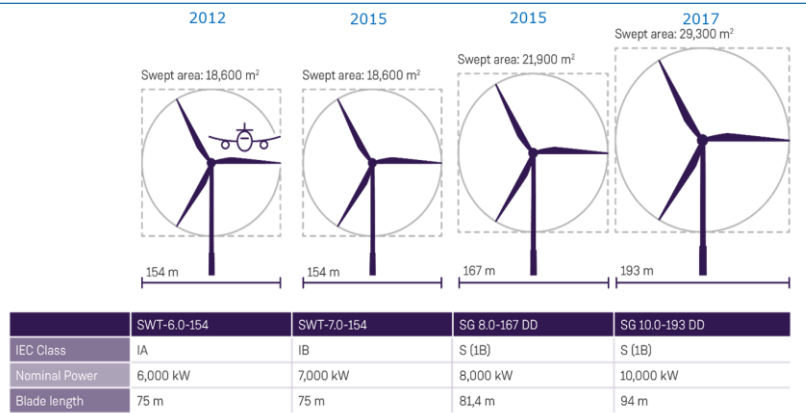 2012
2015
2015
2017
Swept area: 18,600 m²
Swept area: 18,600 m²
Swept area: 21,900 m²
Swept area: 29,300 m²
154 m
154 m
167 m
193 m
SWT-6.0-154 SWT-7.0-154 SG 8.0-167 DD SG 10.0-193 DD
IEC Class IA IB S (1B) S (1B)
Nominal Power 6,000 kW 7,000 kW 8,000 kW 10,000 kW
Blade length 75 m 75 m 81,4 m 94 m